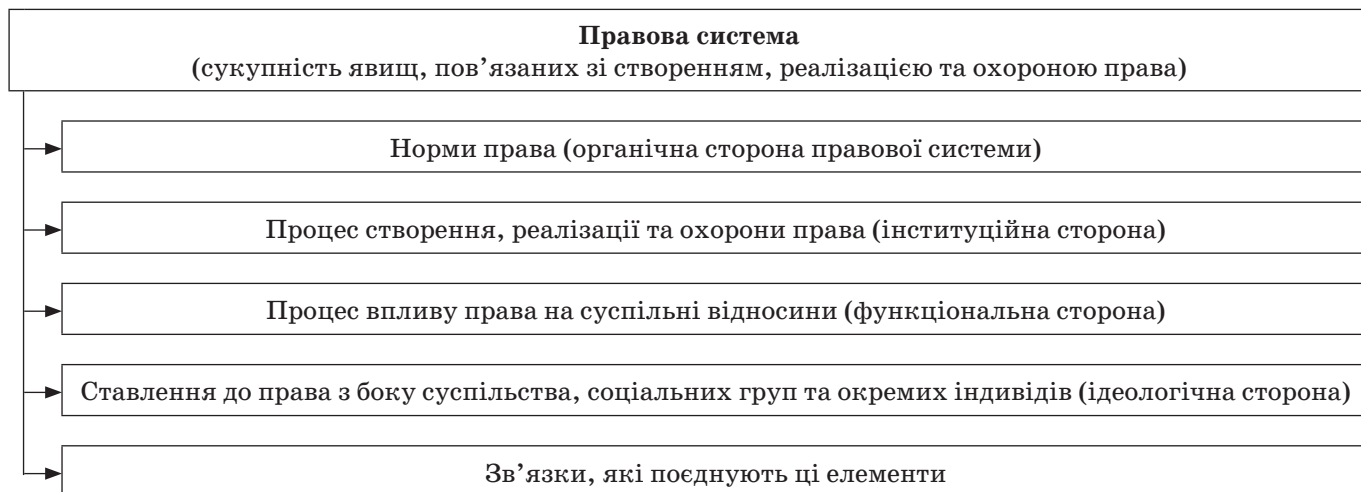 Правова система
(сукупність явищ, пов’язаних зі створенням, реалізацією та охороною права)
Норми права (органічна сторона правової системи)
Процес створення, реалізації та охорони права (інституційна сторона)
Процес впливу права на суспільні відносини (функціональна сторона)
Ставлення до права з боку суспільства, соціальних груп та окремих індивідів (ідеологічна сторона)
Зв’язки, які поєднують ці елементи